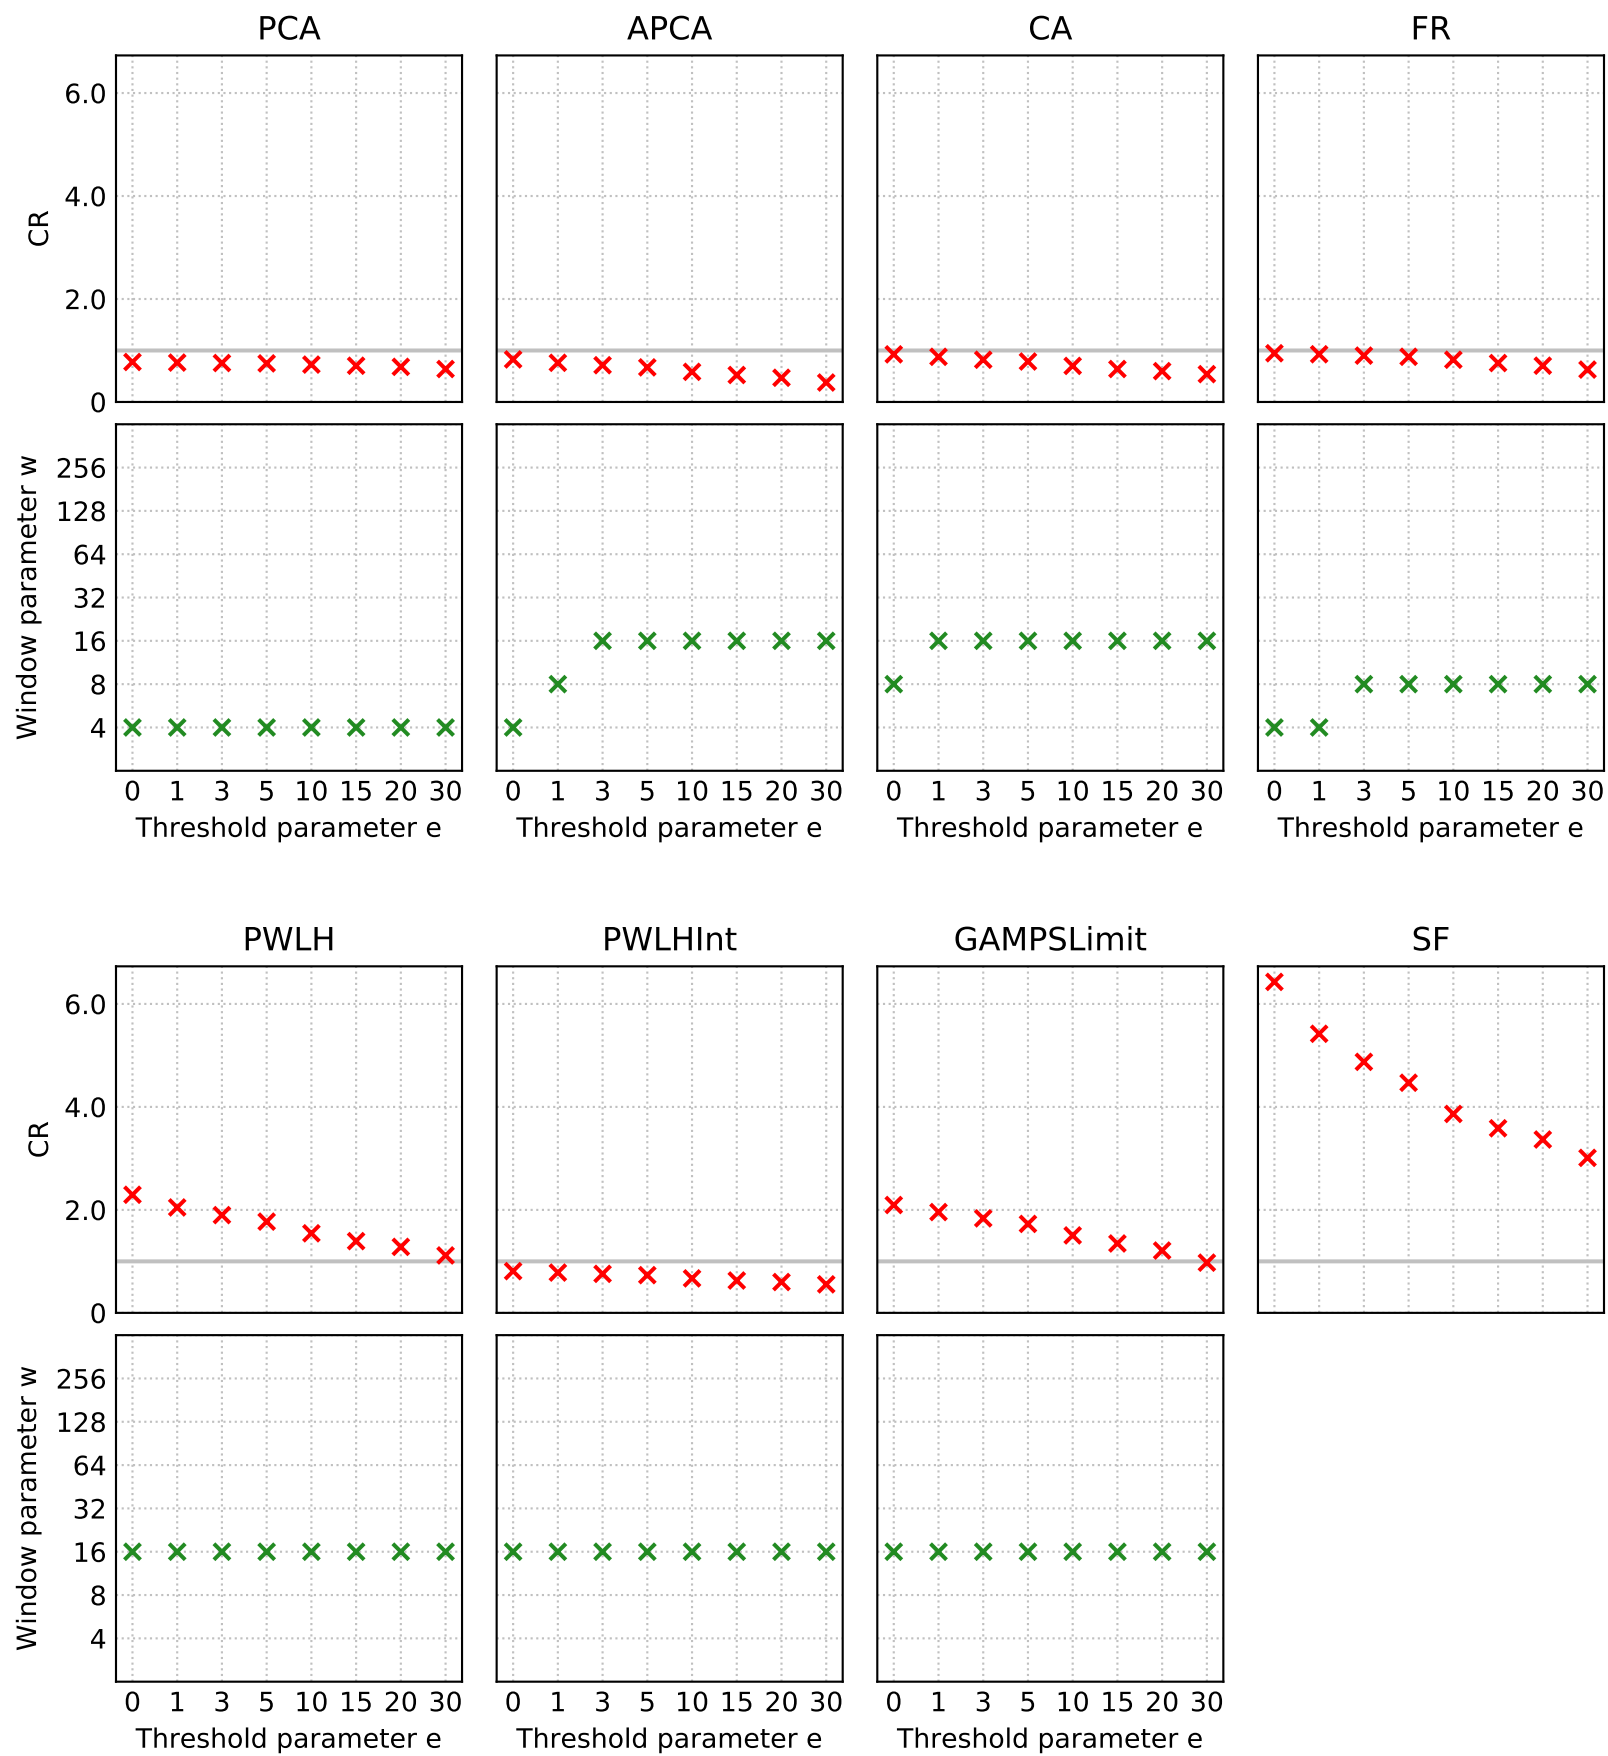 PCA APCA CA FR
CR
6.0
4.0
2.0
0
Window parameter w
256
128
64
32
16
8
4
0 1 3 5 10 15 20 30 0 1 3 5 10 15 20 30 0 1 3 5 10 15 20 30 0 1 3 5 10 15 20 30
Threshold parameter e Threshold parameter e Threshold parameter e Threshold parameter e
PWLH PWLHInt GAMPSLimit SF
CR
6.0
4.0
2.0
0
Window parameter w
256
128
64
32
16
8
4
0 1 3 5 10 15 20 30 0 1 3 5 10 15 20 30 0 1 3 5 10 15 20 30
Threshold parameter e Threshold parameter e Threshold parameter e